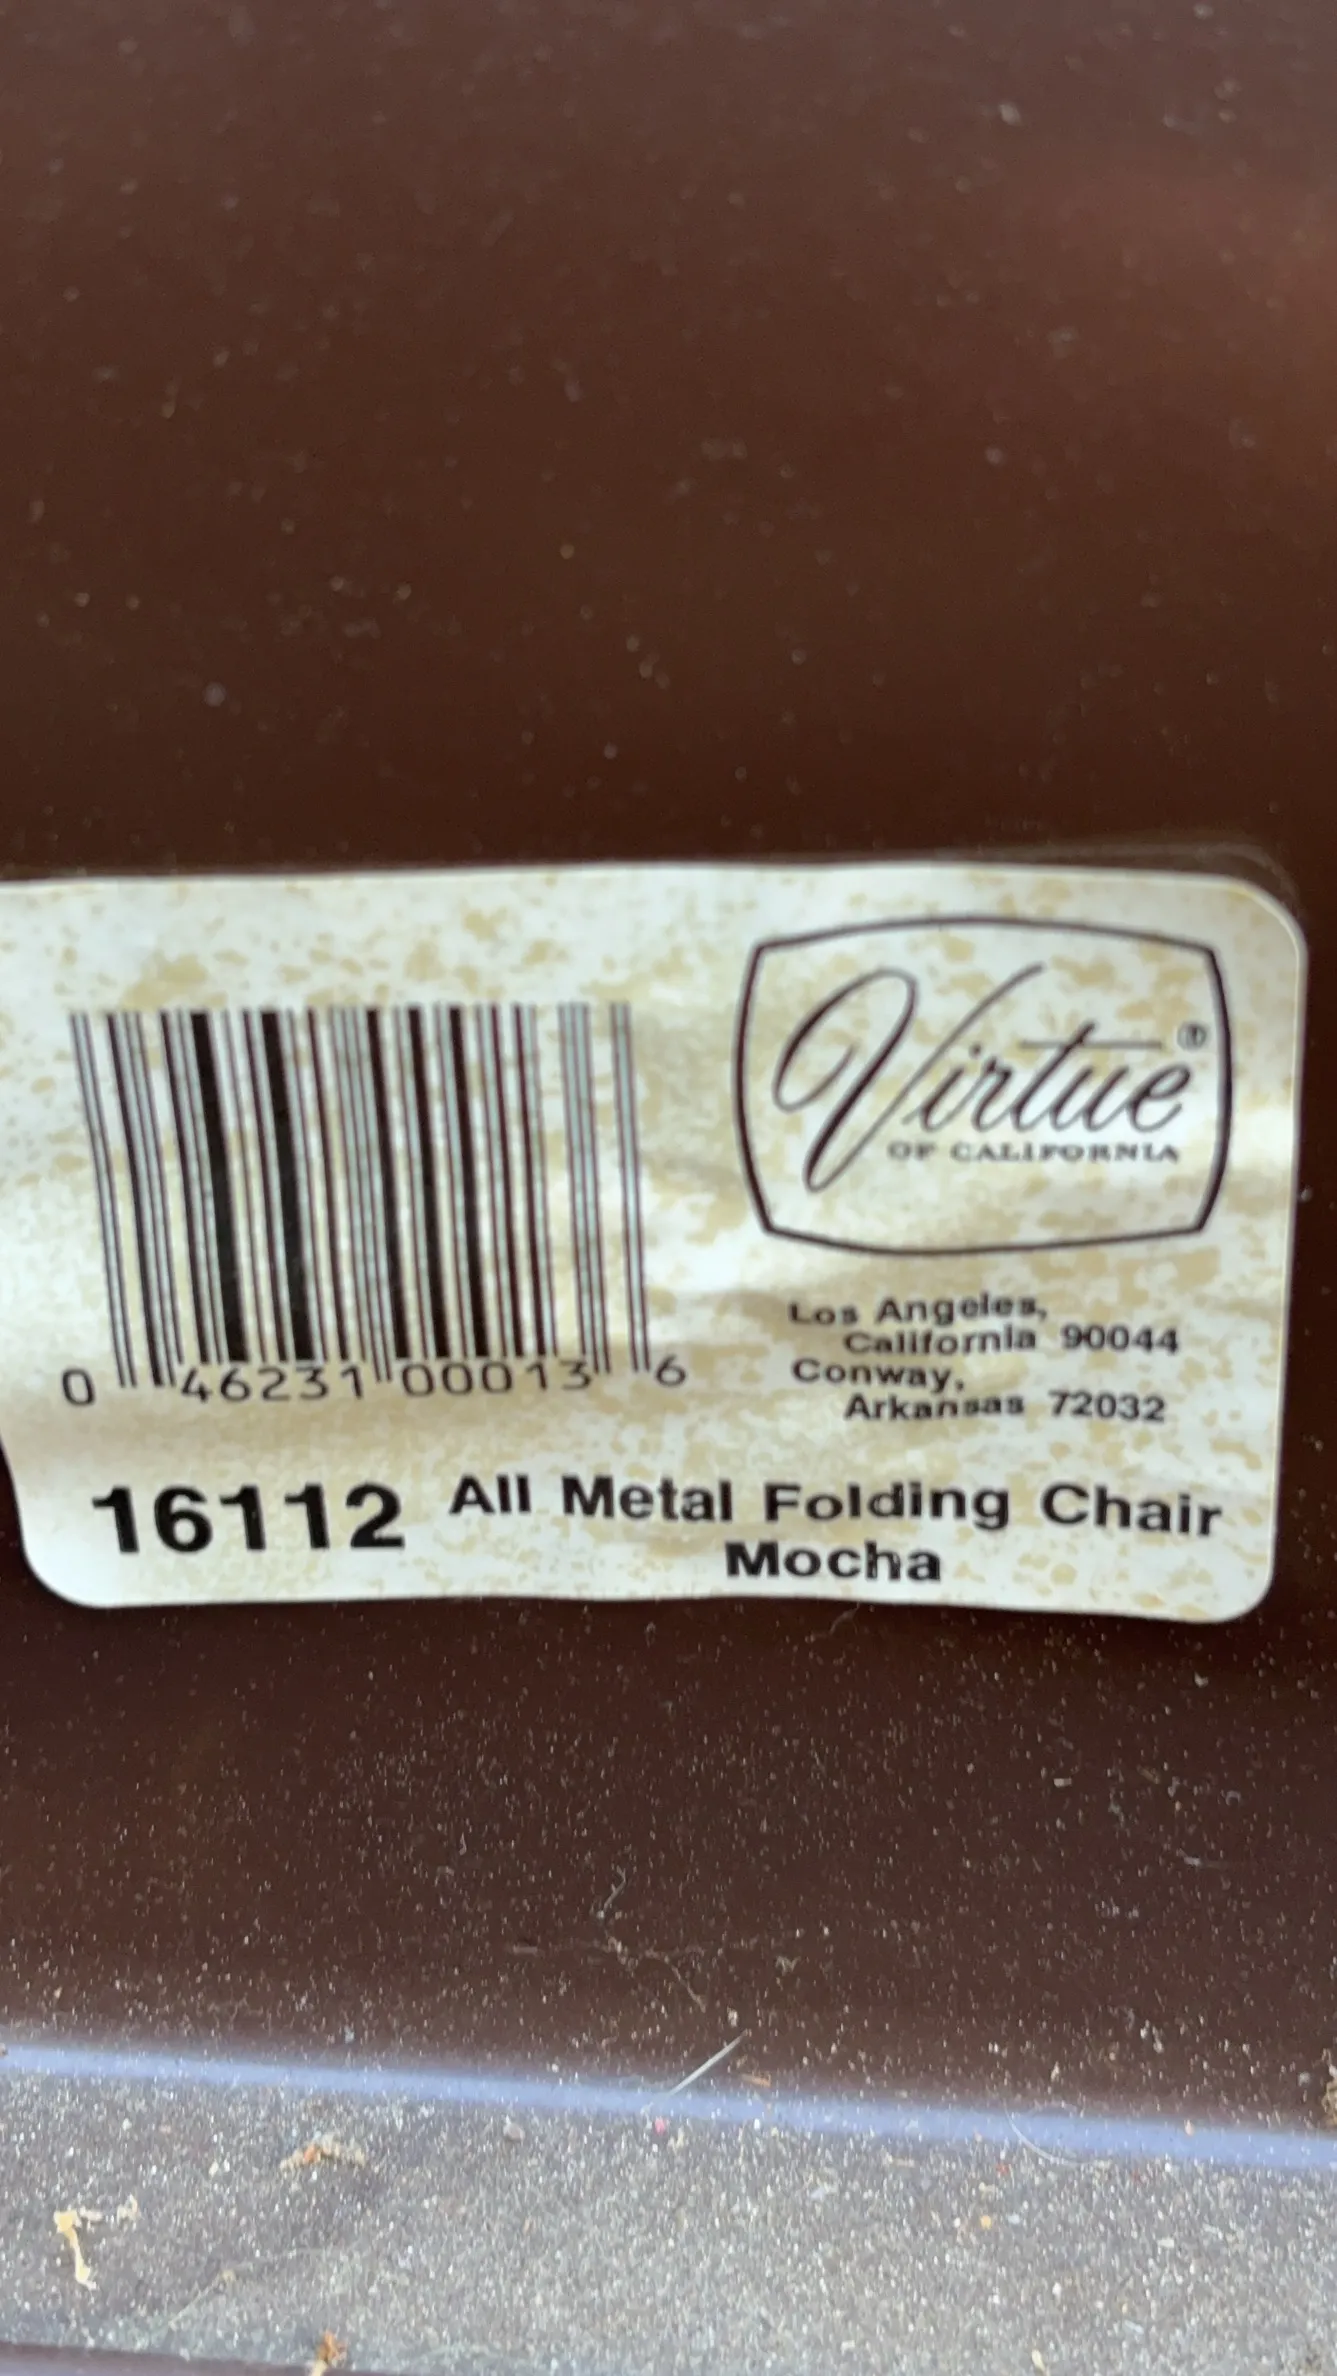 Virtue®
OF CALIFORNIA
Los Angeles,
California 90044
Conway,
Arkansas 72032
0 46231 00013 6
16112 All Metal Folding Chair
Mocha